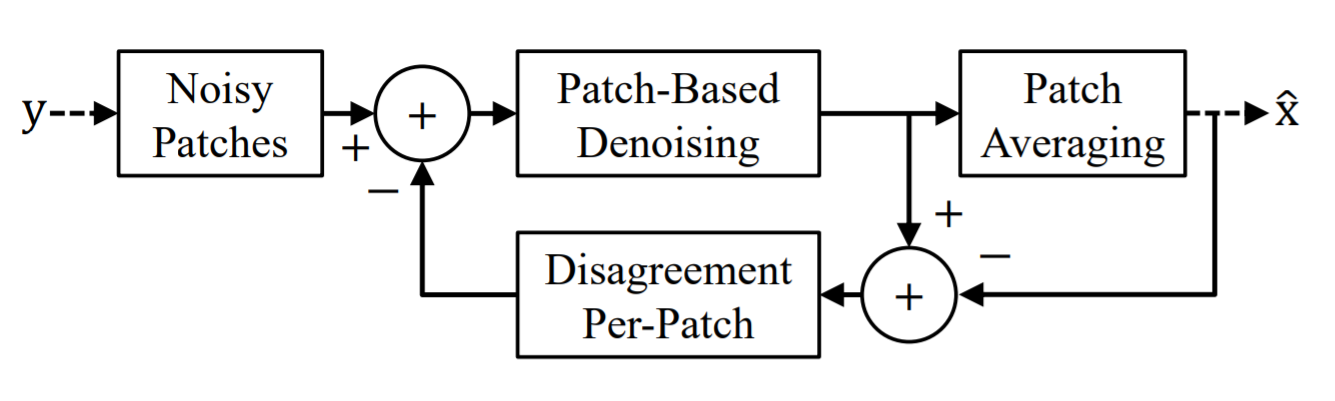 y
Noisy
Patches
+
+
−
Patch-Based
Denoising
Patch
Averaging
x̂
+
−
+
Disagreement
Per-Patch